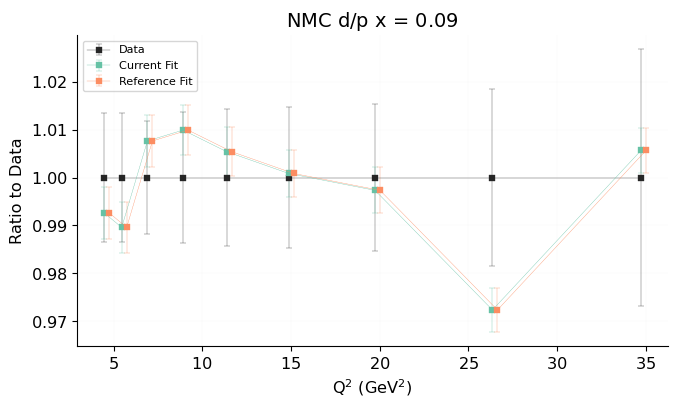 NMC d/p x = 0.09
Data
Current Fit
Reference Fit
Ratio to Data
1.02
1.01
1.00
0.99
0.98
0.97
5 10 15 20 25 30 35
Q² (GeV²)